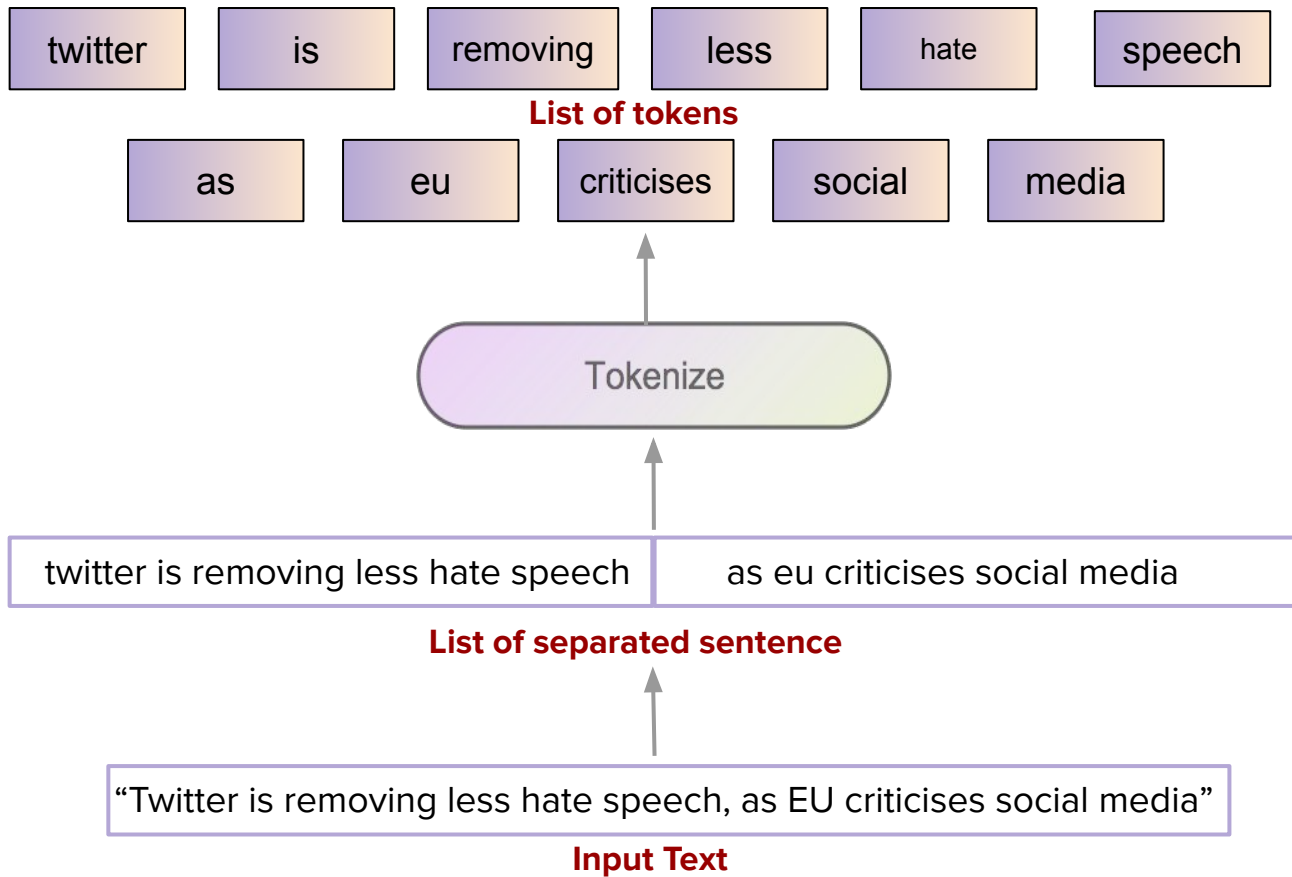 twitter is removing less hate speech
List of tokens
as eu criticises social media
Tokenize
twitter is removing less hate speech as eu criticises social media
List of separated sentence
“Twitter is removing less hate speech, as EU criticises social media”
Input Text